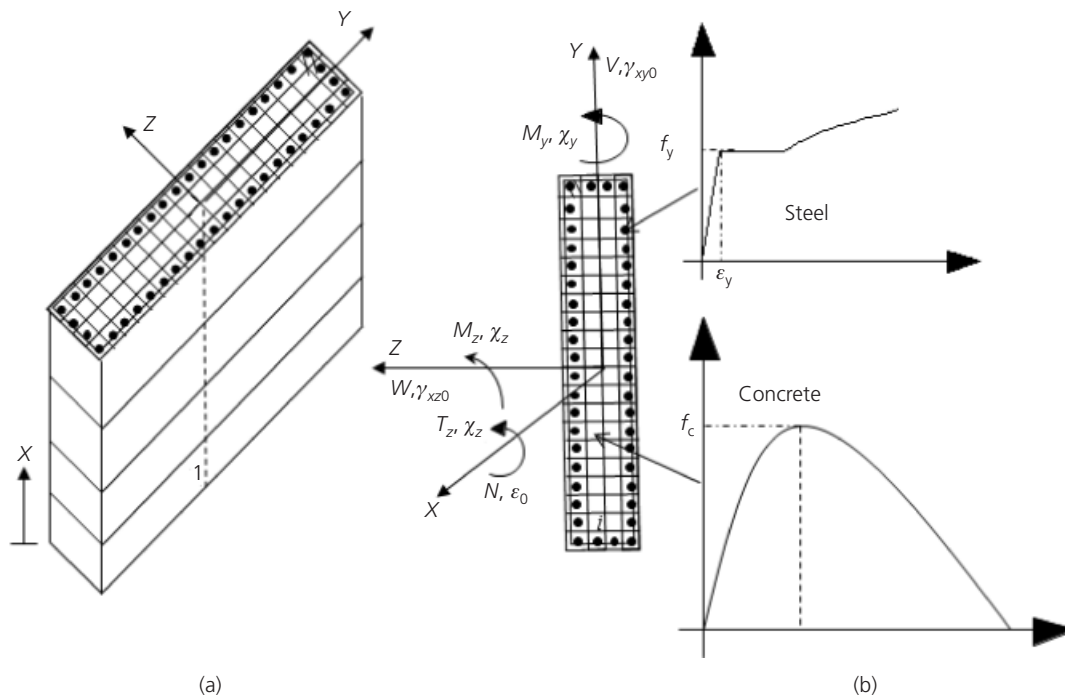 Y
Z
X
1
(a)
Y
V,γxy0
My, χy
Z
W,γxz0
Mz, χz
Tz, χz
N, ε0
X
i
fy
εy
Steel
Concrete
fc
(b)